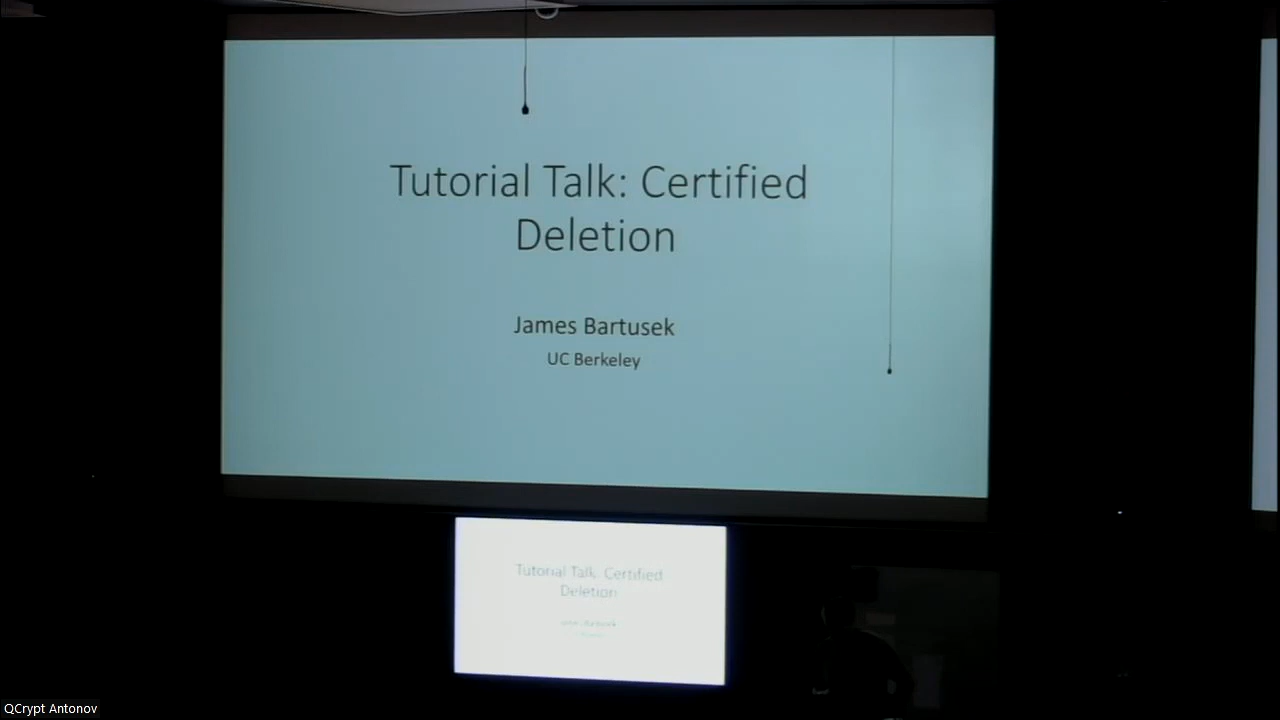 Tutorial Talk: Certified
Deletion
James Bartusek
UC Berkeley
Tutorial Talk: Certified
Deletion
QCrypt Antonov